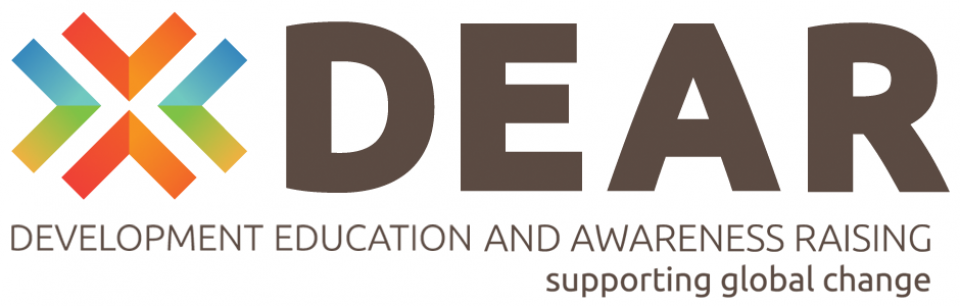 DEAR
DEVELOPMENT EDUCATION AND AWARENESS RAISING
supporting global change